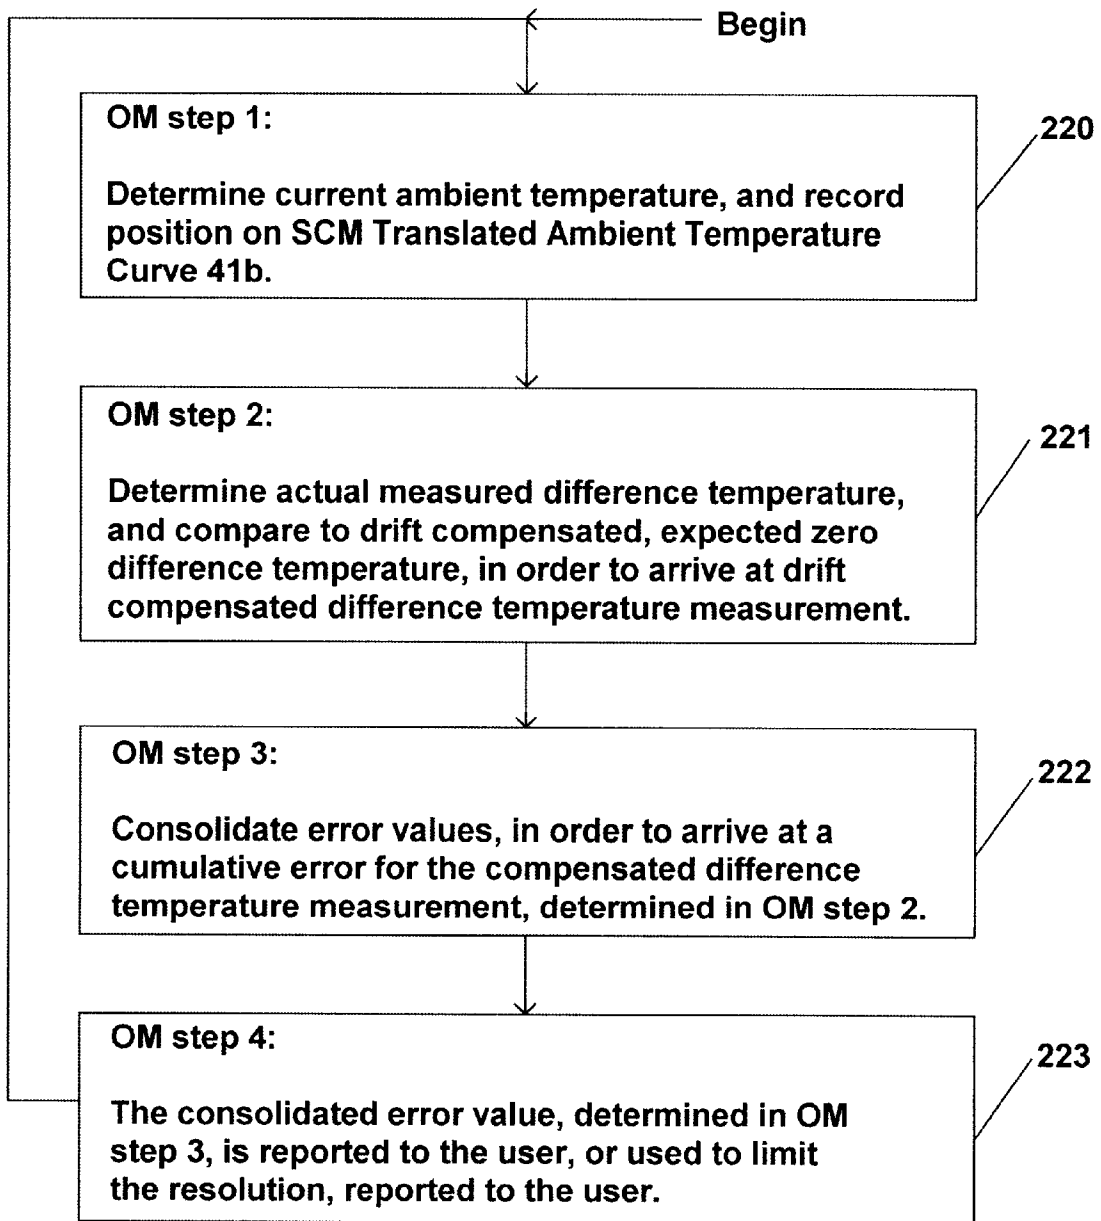 Begin
OM step 1:
220
Determine current ambient temperature, and record
position on SCM Translated Ambient Temperature
Curve 41b.
OM step 2:
221
Determine actual measured difference temperature,
and compare to drift compensated, expected zero
difference temperature, in order to arrive at drift
compensated difference temperature measurement.
OM step 3:
222
Consolidate error values, in order to arrive at a
cumulative error for the compensated difference
temperature measurement, determined in OM step 2.
OM step 4:
223
The consolidated error value, determined in OM
step 3, is reported to the user, or used to limit
the resolution, reported to the user.